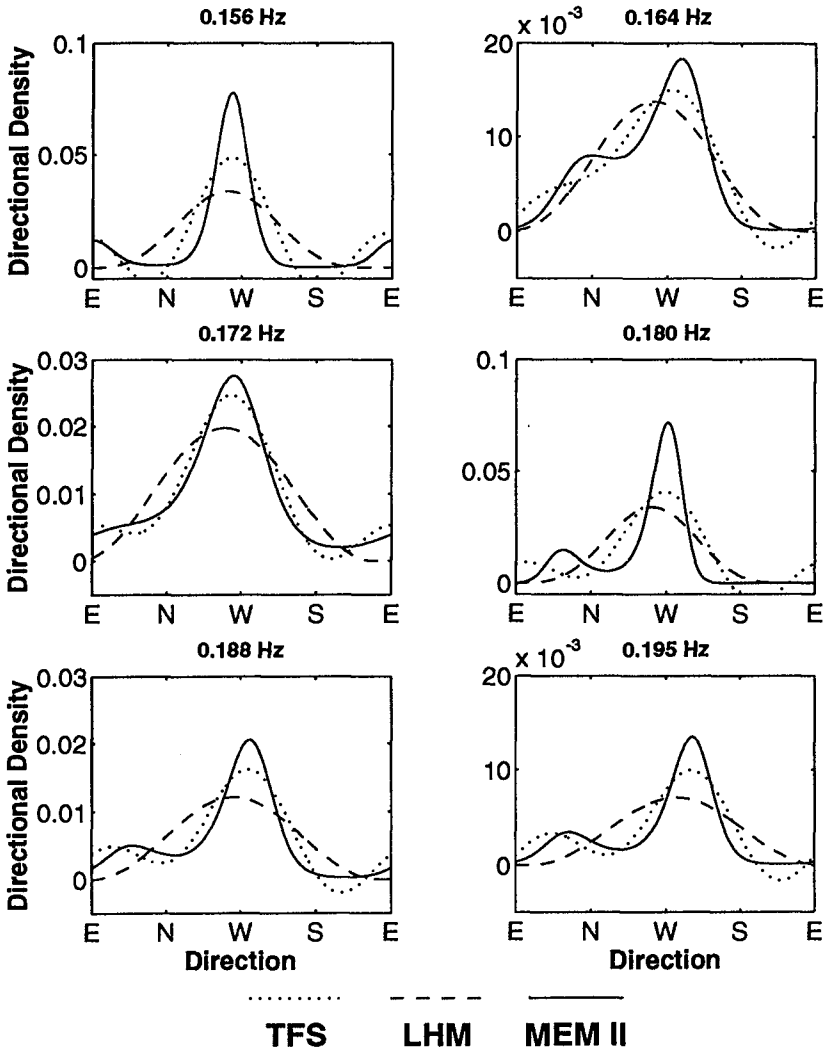 0.156 Hz
0.164 Hz
x 10⁻³
Directional Density
0.1
0.05
0
E N W S E
20
10
0
E N W S E
0.172 Hz
0.180 Hz
Directional Density
0.03
0.02
0.01
0
E N W S E
0.1
0.05
0
E N W S E
0.188 Hz
x 10⁻³
0.195 Hz
Directional Density
0.03
0.02
0.01
0
E N W S E
Direction
20
10
0
E N W S E
Direction
TFS LHM MEM II